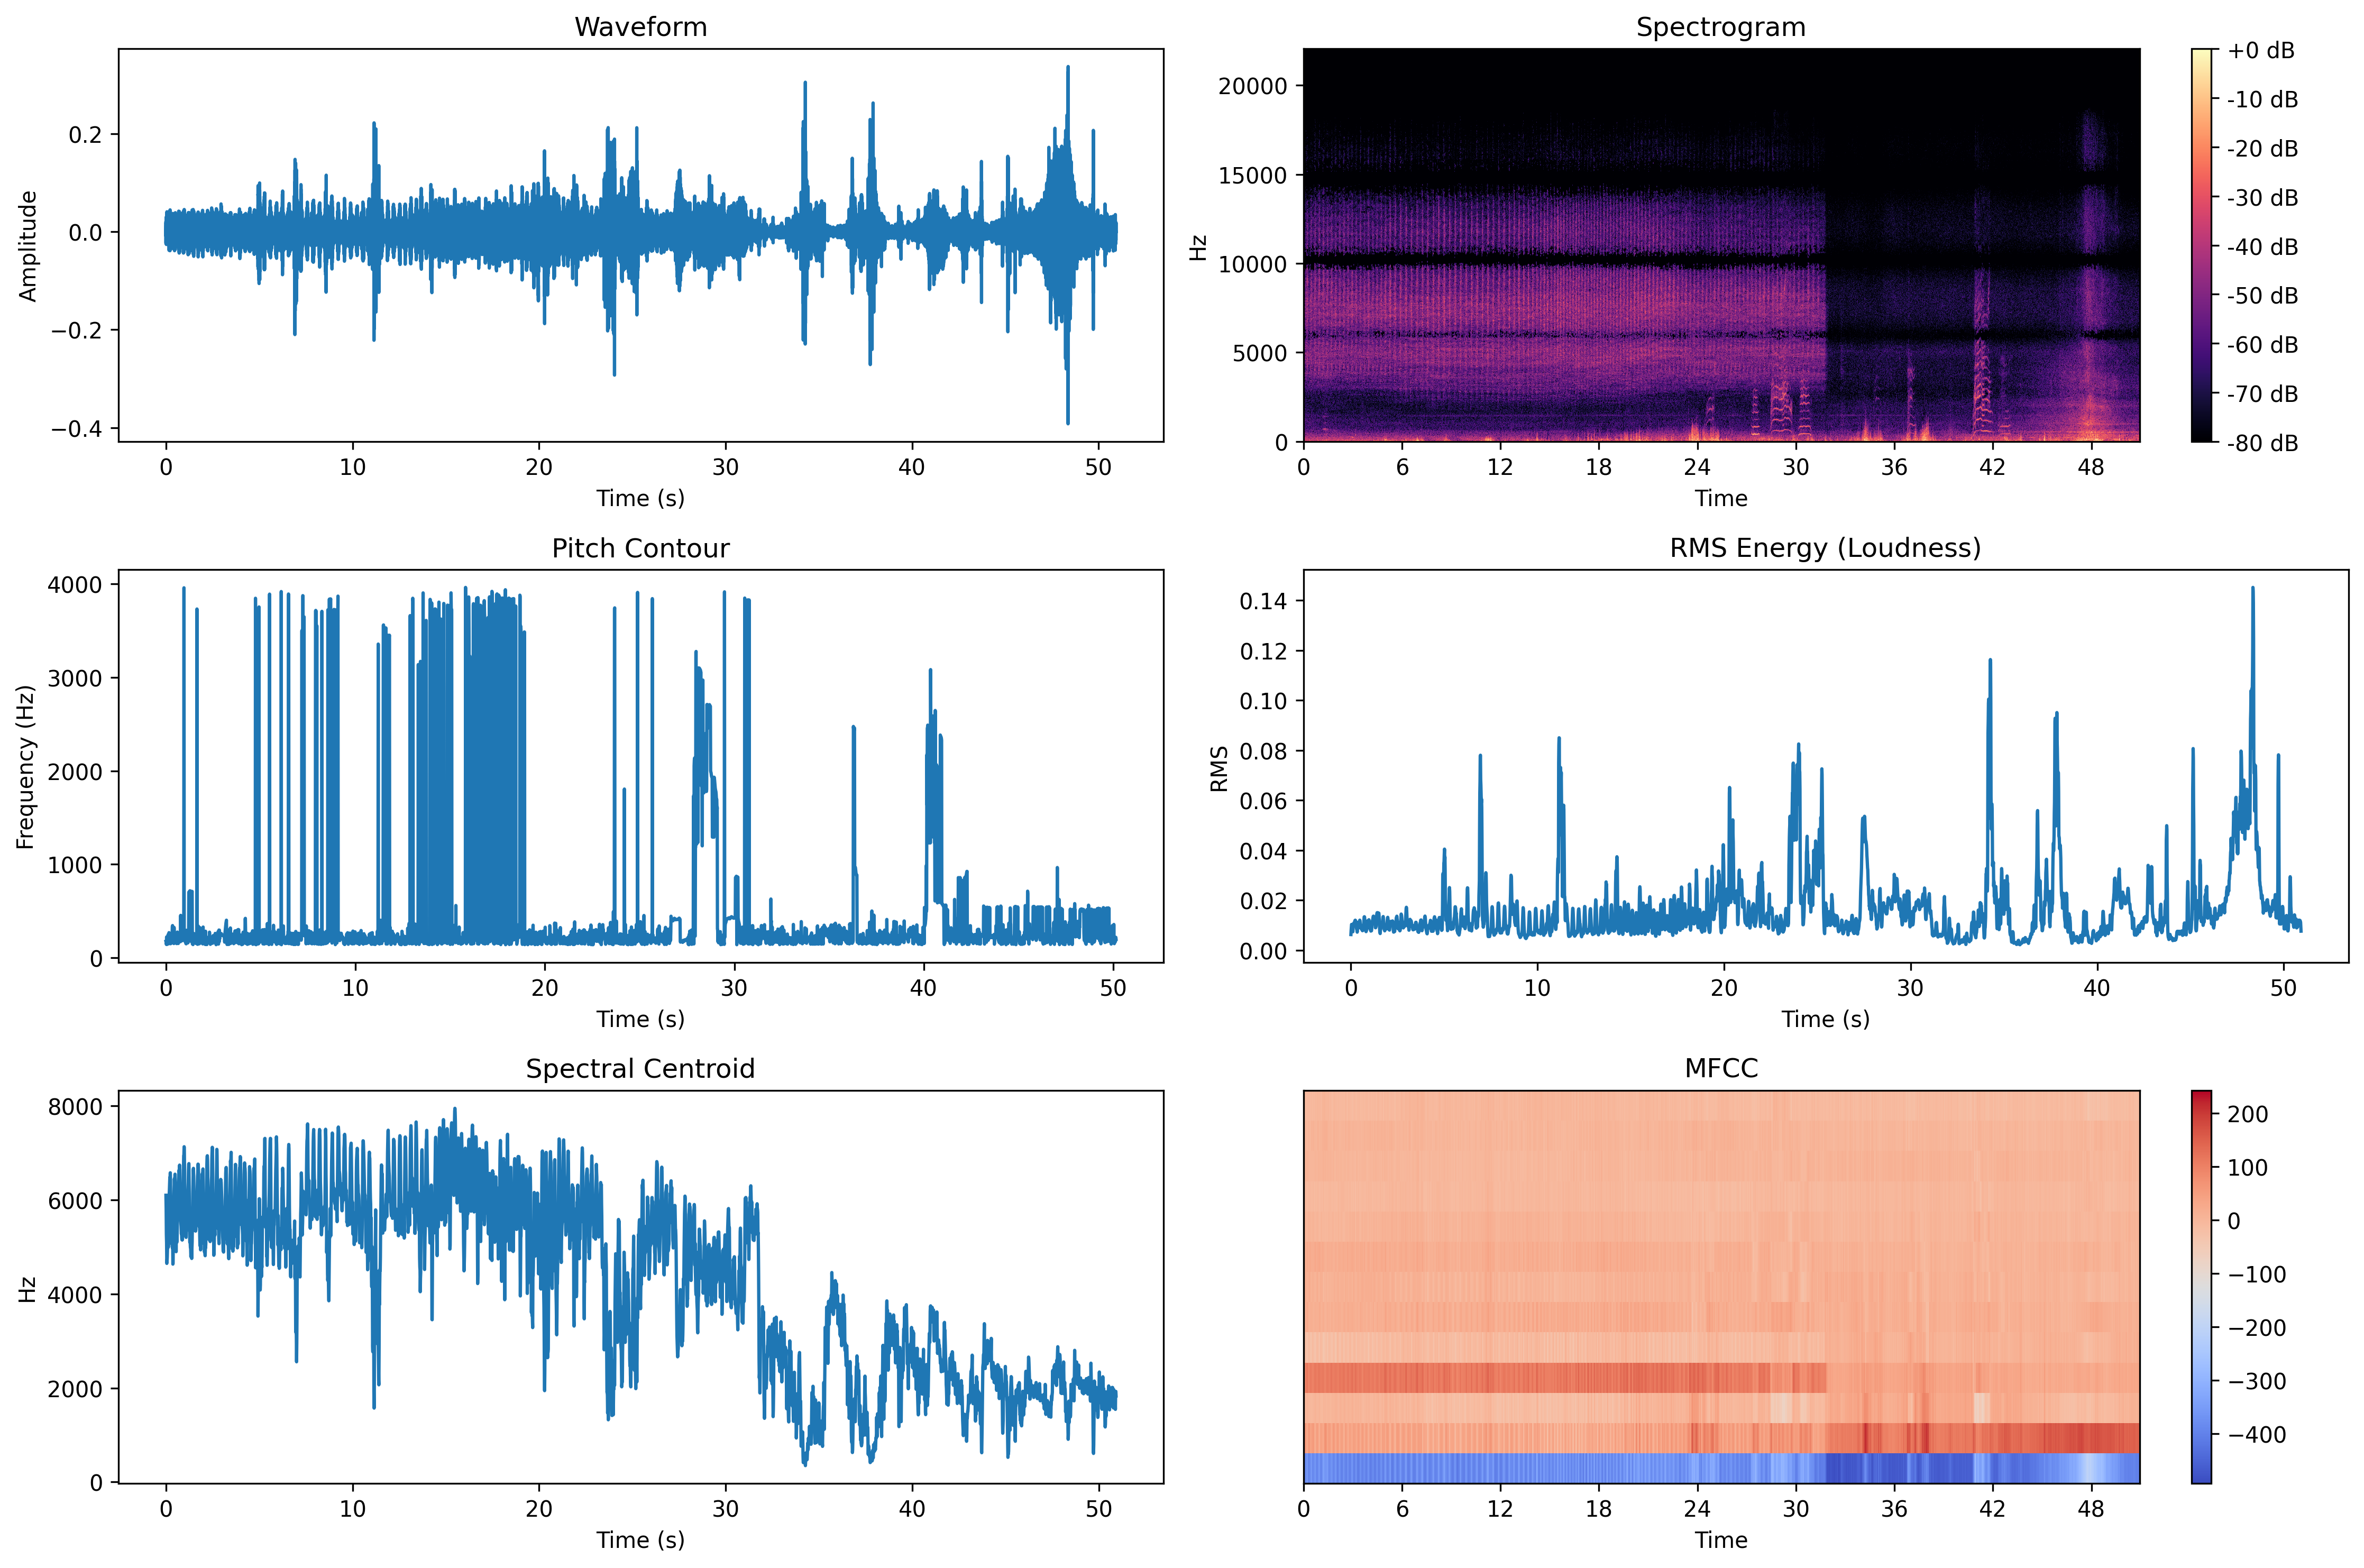 Waveform
Amplitude
0.2
0.0
−0.2
−0.4
0 10 20 30 40 50
Time (s)
Spectrogram
Hz
20000
15000
10000
5000
0
0 6 12 18 24 30 36 42 48
Time
+0 dB
-10 dB
-20 dB
-30 dB
-40 dB
-50 dB
-60 dB
-70 dB
-80 dB
Pitch Contour
Frequency (Hz)
4000
3000
2000
1000
0
0 10 20 30 40 50
Time (s)
RMS Energy (Loudness)
RMS
0.14
0.12
0.10
0.08
0.06
0.04
0.02
0.00
0 10 20 30 40 50
Time (s)
Spectral Centroid
Hz
8000
6000
4000
2000
0
0 10 20 30 40 50
Time (s)
MFCC
0 6 12 18 24 30 36 42 48
Time
200
100
0
−100
−200
−300
−400